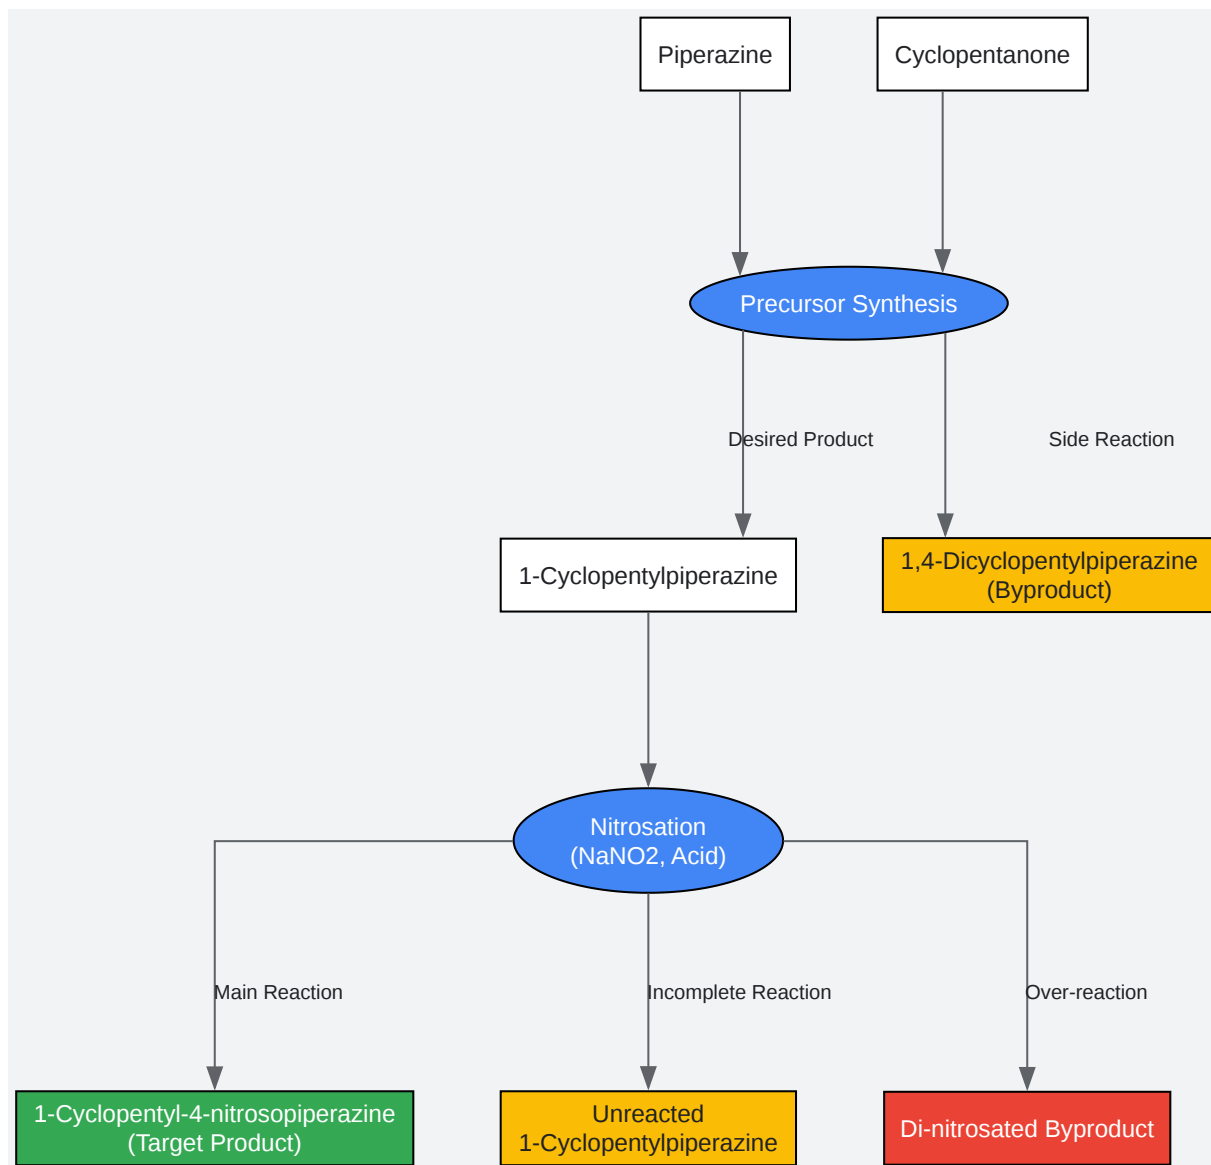 Piperazine
Cyclopentanone
Precursor Synthesis
Desired Product
Side Reaction
1-Cyclopentylpiperazine
1,4-Dicyclopentylpiperazine
(Byproduct)
Nitrosation
(NaNO2, Acid)
Main Reaction
Incomplete Reaction
Over-reaction
1-Cyclopentyl-4-nitrosopiperazine
(Target Product)
Unreacted
1-Cyclopentylpiperazine
Di-nitrosated Byproduct